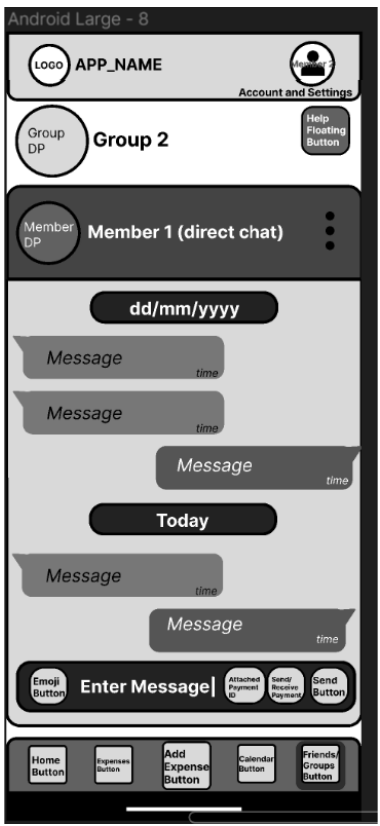 Android Large - 8
LOGO
APP_NAME
Member 2
Account and Settings
Group
DP
Group 2
Help
Floating
Button
Member
DP
Member 1 (direct chat)
dd/mm/yyyy
Message
time
Message
time
Message
time
Today
Message
time
Message
time
Emoji
Button
Enter Message|
Attached
Payment
ID
Send/
Receive
Payment
Send
Button
Home
Button
Expenses
Button
Add
Expense
Button
Calendar
Button
Friends/
Groups
Button